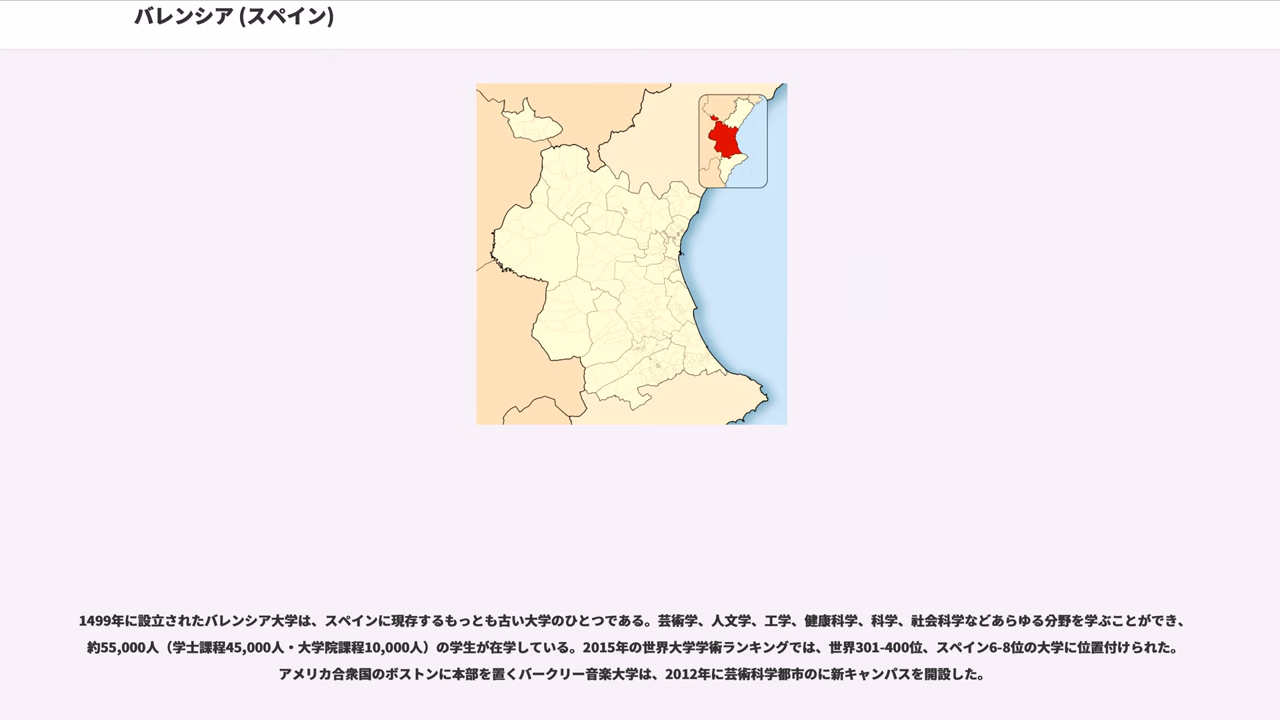 バレンシア (スペイン)
1499年に設立されたバレンシア大学は、スペインに現存するもっとも古い大学のひとつである。芸術学、人文学、工学、健康科学、科学、社会科学などあらゆる分野を学ぶことができ、
約55,000人（学士課程45,000人・大学院課程10,000人）の学生が在学している。2015年の世界大学学術ランキングでは、世界301-400位、スペイン6-8位の大学に位置付けられた。
アメリカ合衆国のボストンに本部を置くバークリー音楽大学は、2012年に芸術科学都市のに新キャンパスを開設した。